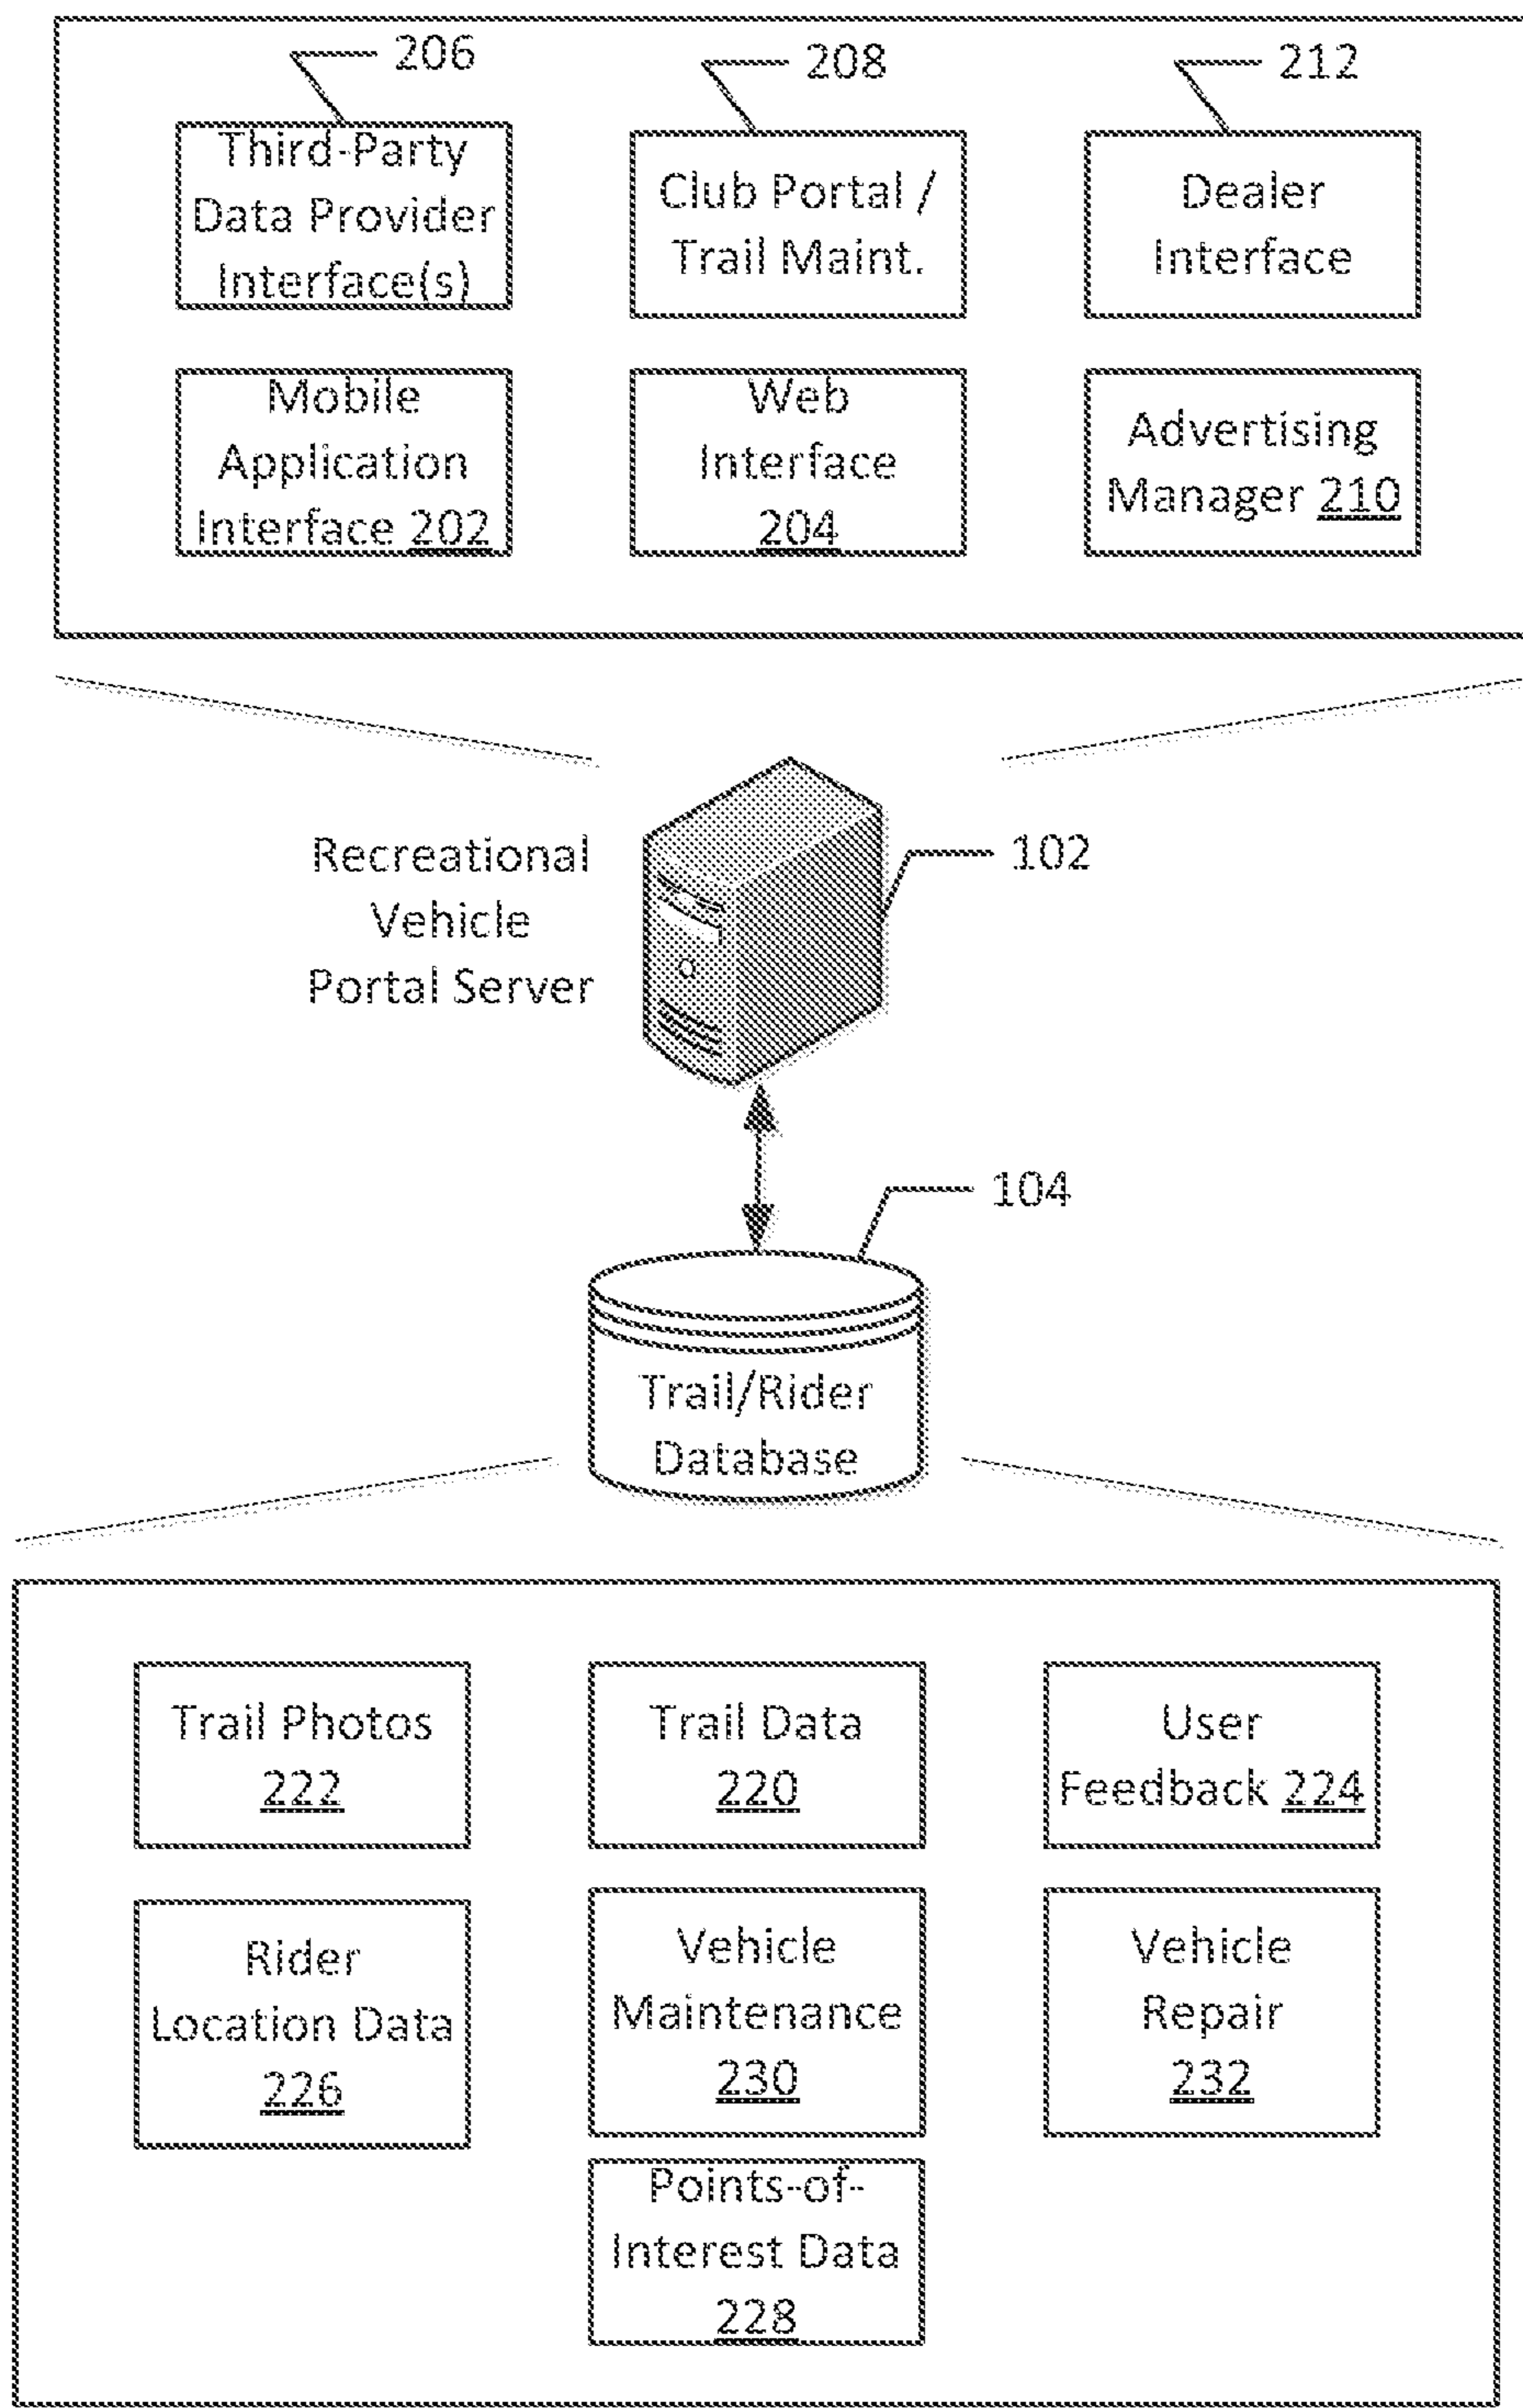 206
208
212
Third-Party
Data Provider
Interface(s)
Club Portal /
Trail Maint.
Dealer
Interface
Mobile
Application
Interface 202
Web
Interface
204
Advertising
Manager 210
Recreational
Vehicle
Portal Server
102
104
Trail/Rider
Database
Trail Photos
222
Trail Data
220
User
Feedback 224
Rider
Location Data
226
Vehicle
Maintenance
230
Vehicle
Repair
232
Points-of-
Interest Data
228